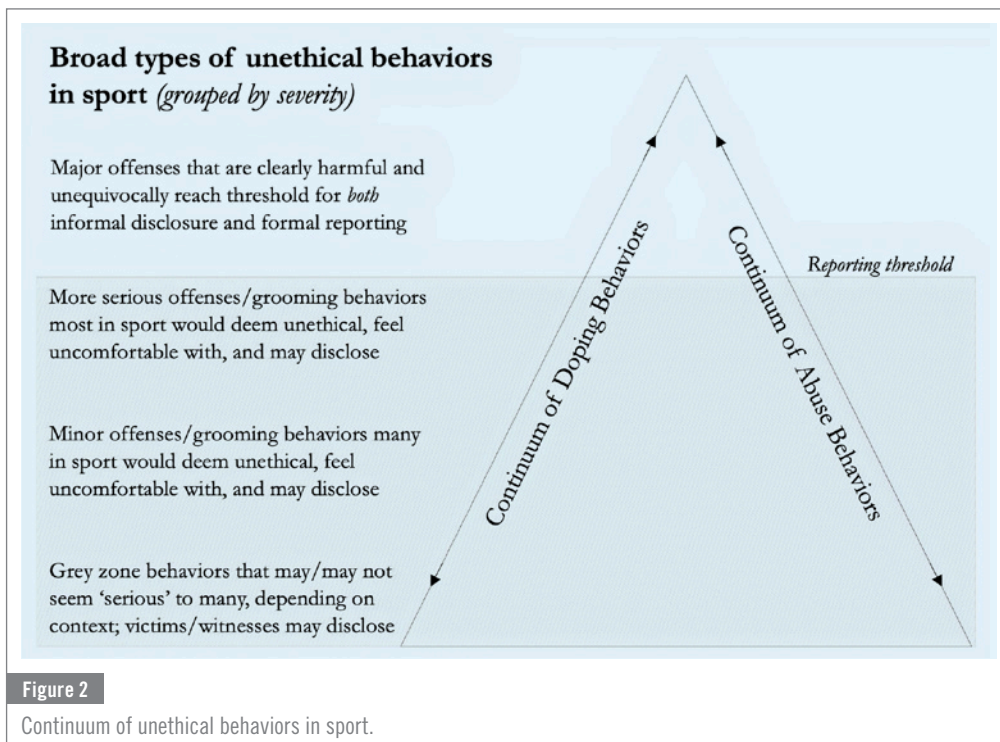 Broad types of unethical behaviors
in sport (grouped by severity)
Major offenses that are clearly harmful and
unequivocally reach threshold for both
informal disclosure and formal reporting
Reporting threshold
More serious offenses/grooming behaviors
most in sport would deem unethical, feel
uncomfortable with, and may disclose
Minor offenses/grooming behaviors many
in sport would deem unethical, feel
uncomfortable with, and may disclose
Grey zone behaviors that may/may not
seem ‘serious’ to many, depending on
context; victims/witnesses may disclose
Continuum of Doping Behaviors
Continuum of Abuse Behaviors
Figure 2
Continuum of unethical behaviors in sport.